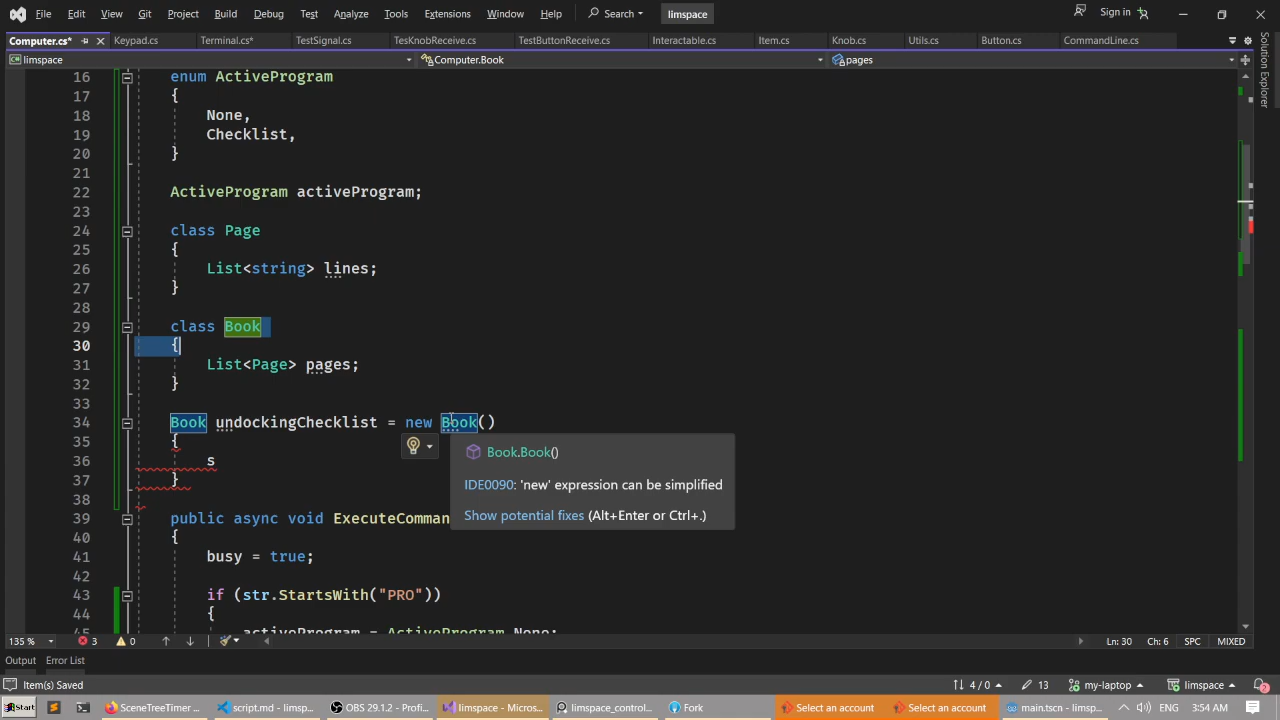 File Edit View Git Project Build Debug Test Analyze Tools Extensions Window Help Search limspace Sign in
Computer.cs* Keypad.cs Terminal.cs* TestSignal.cs TesKnobReceive.cs TestButtonReceive.cs Interactable.cs Item.cs Knob.cs Utils.cs Button.cs CommandLine.cs
limspace Computer.Book pages
Solution Explorer
16 enum ActiveProgram
17 {
18 None,
19 Checklist,
20 }
21
22 ActiveProgram activeProgram;
23
24 class Page
25 {
26 List<string> lines;
27 }
28
29 class Book
30 {
31 List<Page> pages;
32 }
33
34 Book undockingChecklist = new Book()
35 {
36 s
37 }
38
39 public async void ExecuteComman
40 {
41 busy = true;
42
43 if (str.StartsWith("PRO"))
44 {
45 activeProgram = ActiveProgram.None;
Book.Book()
IDE0090: 'new' expression can be simplified
Show potential fixes (Alt+Enter or Ctrl+.)
135 % 3 0 Ln: 30 Ch: 6 SPC MIXED
Output Error List
Item(s) Saved 4 / 0 13 my-laptop limspace 2
Start SceneTreeTimer script.md - limsp... OBS 29.1.2 - Profi... limspace - Micros... limspace_control... Fork Select an account Select an account main.tscn - limsp... 3:54 AM